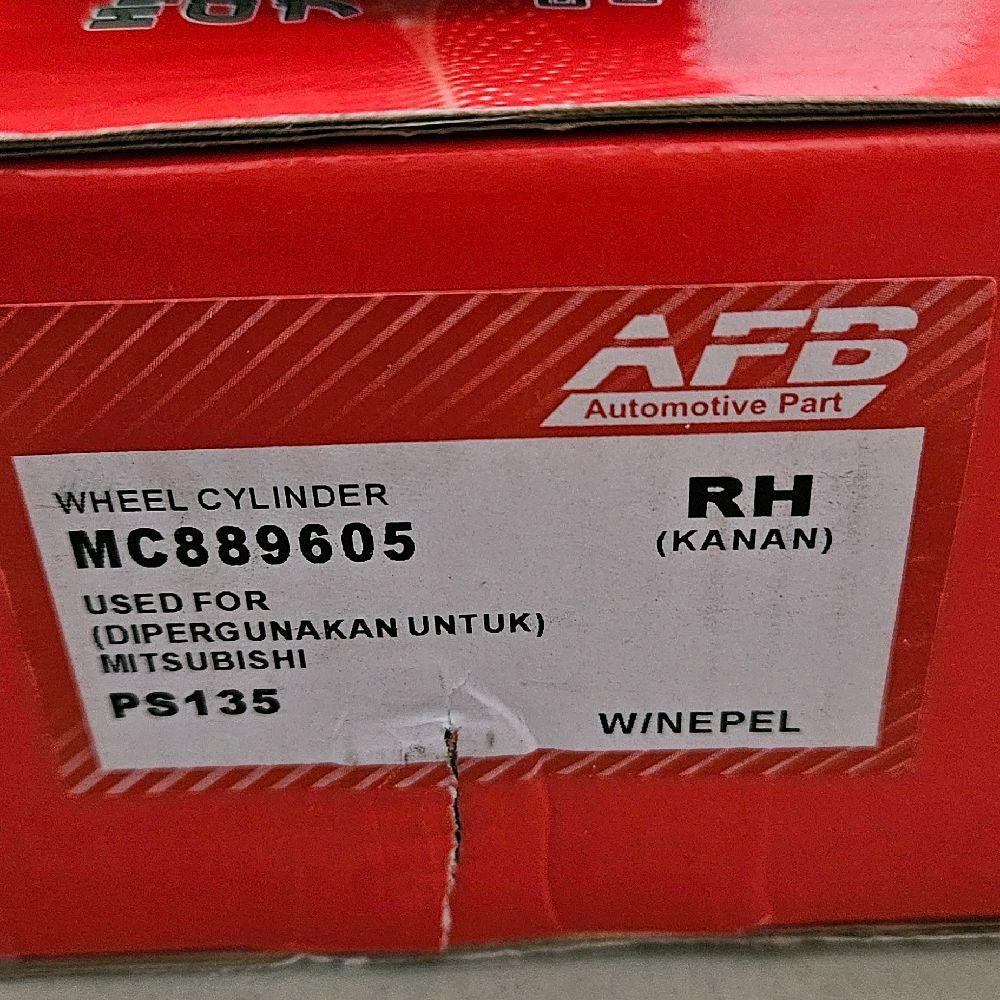 AFB
Automotive Part
WHEEL CYLINDER
MC889605
RH
(KANAN)
USED FOR
(DIPERGUNAKAN UNTUK)
MITSUBISHI
PS135
W/NEPEL